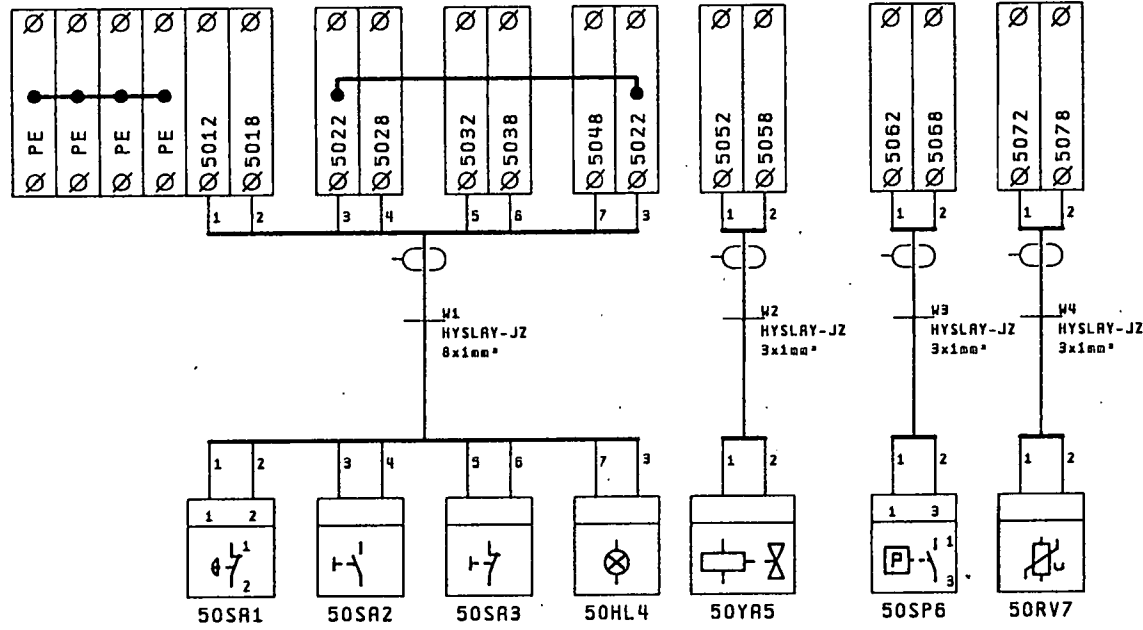 PE PE PE PE 5012 5018 5022 5028 5032 5038 5048 5022 5052 5058 5062 5068 5072 5078
1 2 3 4 5 6 7 3 1 2 1 2 1 2
W1 W2 W3 W4
HYSLAY-JZ HYSLAY-JZ HYSLAY-JZ HYSLAY-JZ
8x1mm² 3x1mm² 3x1mm² 3x1mm²
1 2 3 4 5 6 7 3 1 2 1 2 1 2
1 2 1 3
1 P 1
2 3 U
50SA1 50SA2 50SA3 50HL4 50YA5 50SP6 50RV7